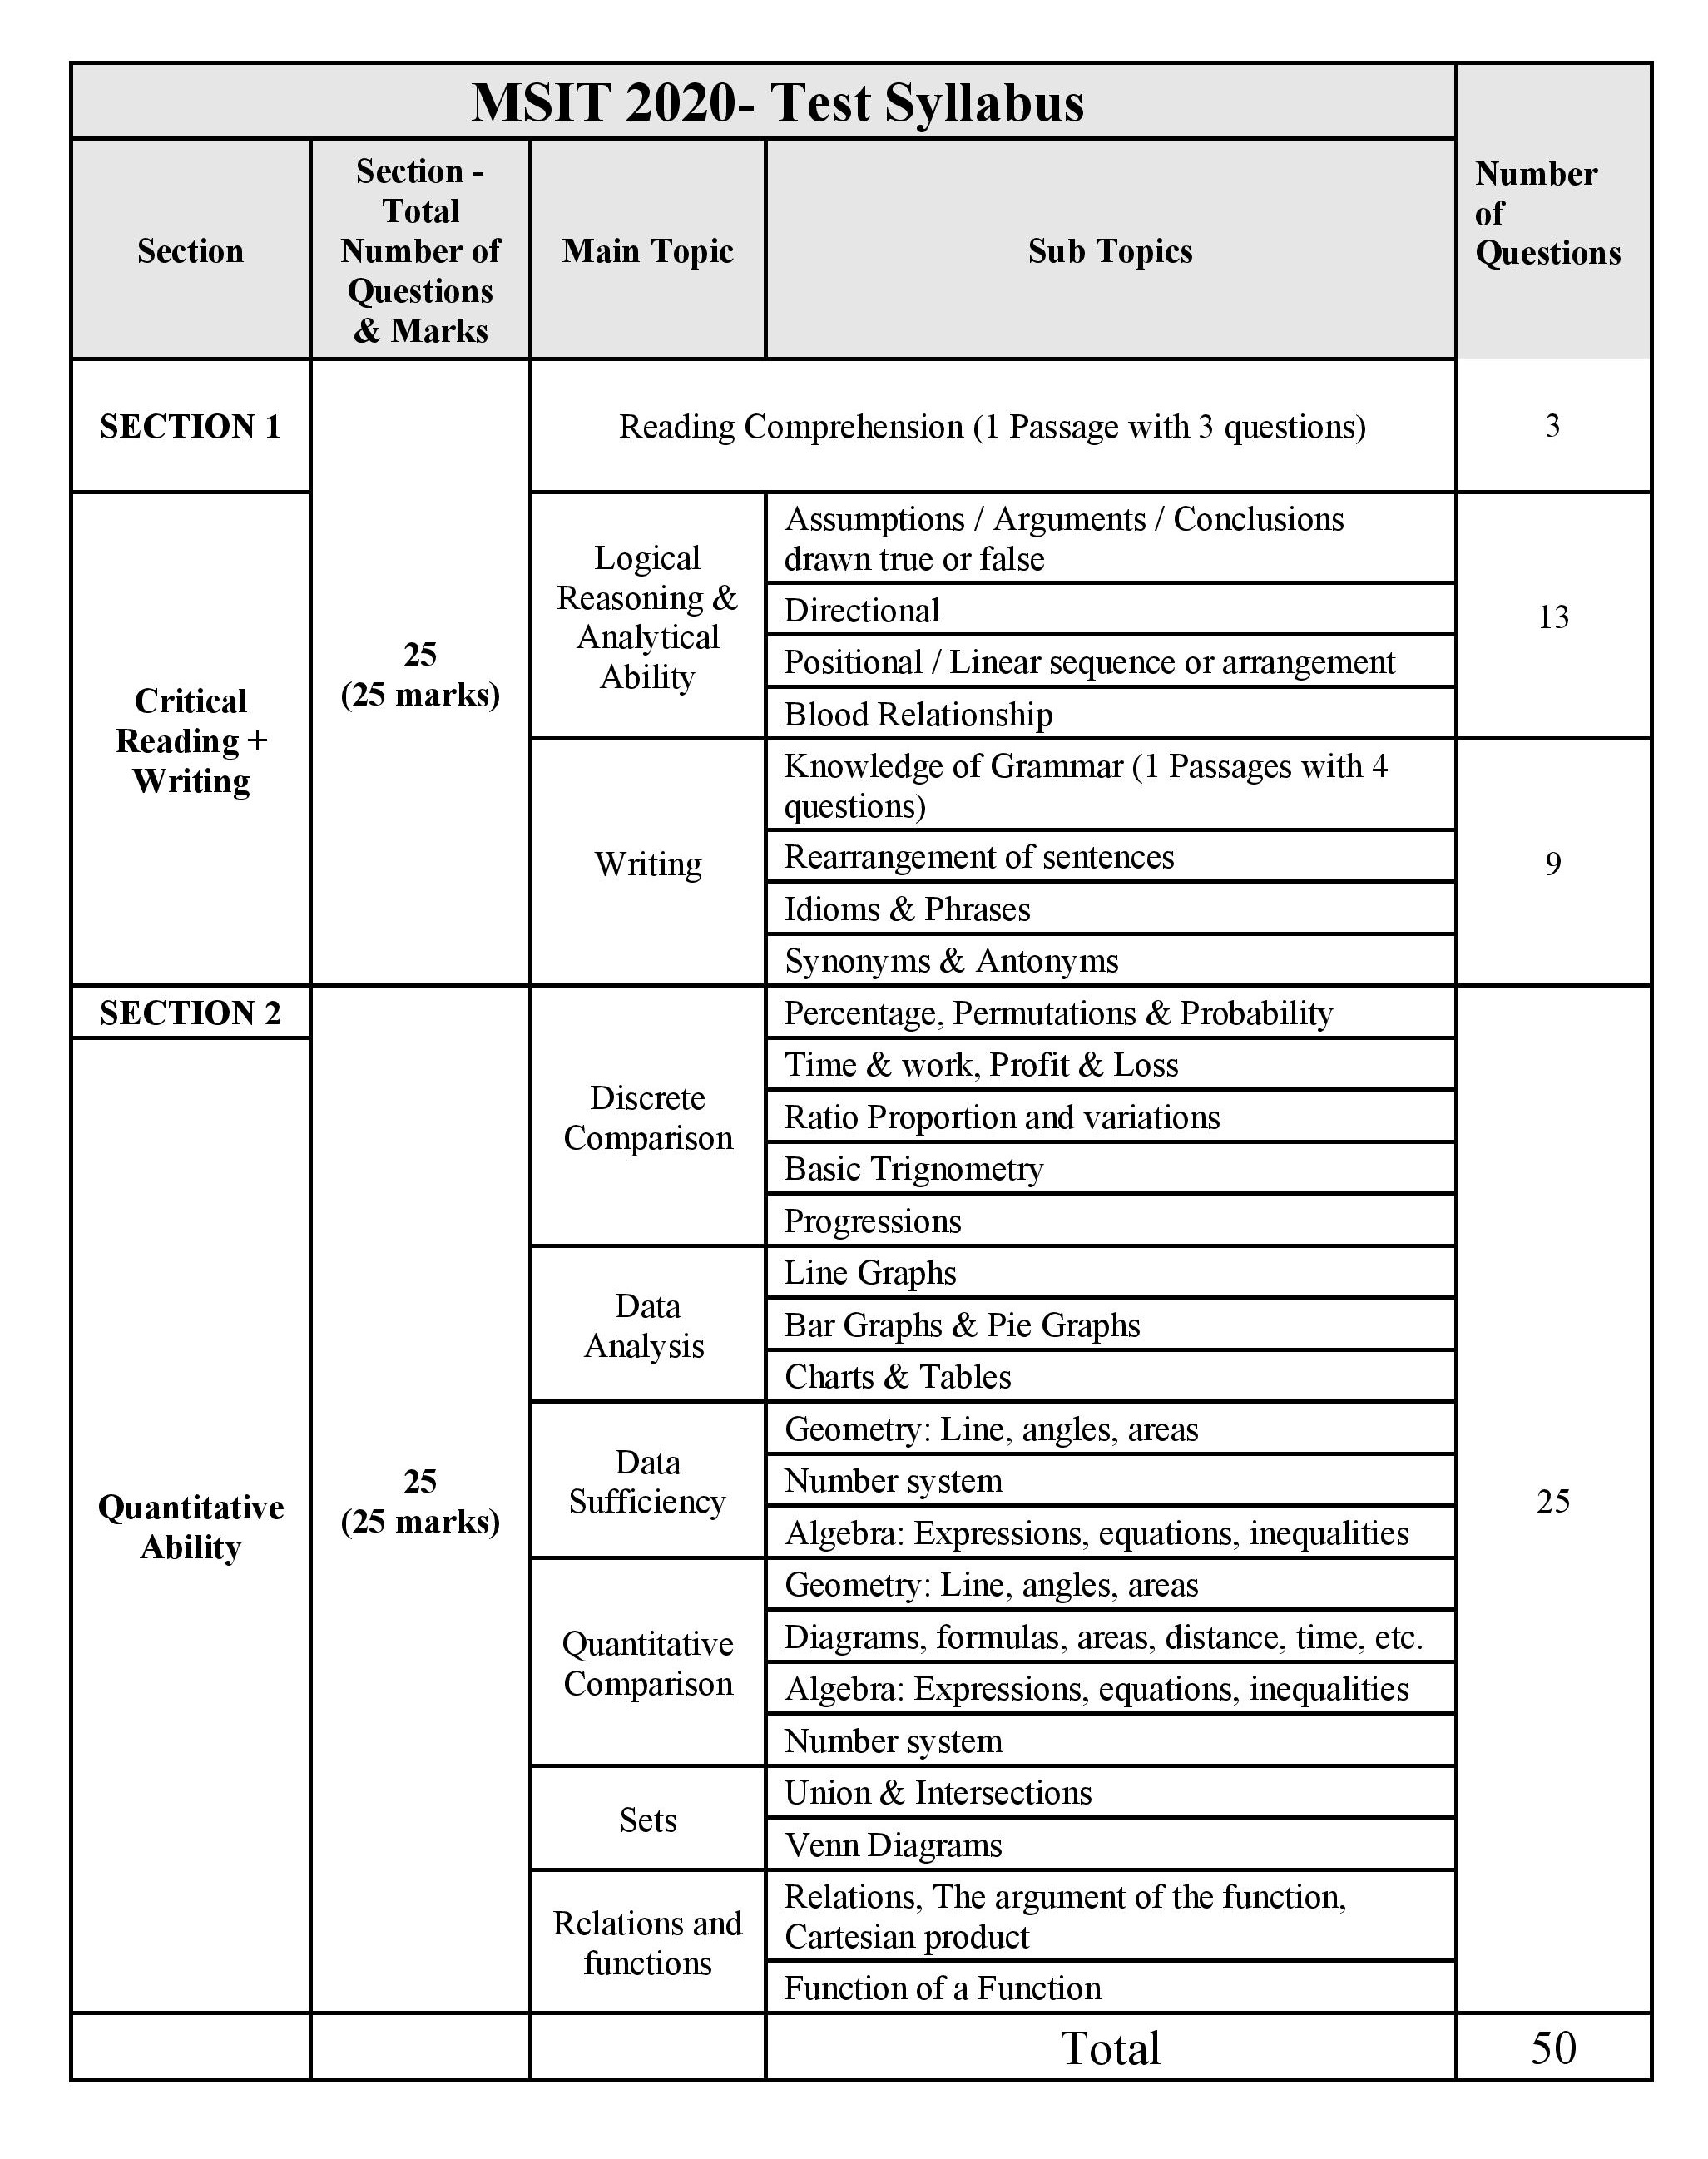 MSIT 2020- Test Syllabus
Section
Section -
Total
Number of
Questions
& Marks
Main Topic
Sub Topics
Number
of
Questions
SECTION 1
Reading Comprehension (1 Passage with 3 questions)
3
Critical
Reading +
Writing
25
(25 marks)
Logical
Reasoning &
Analytical
Ability
Assumptions / Arguments / Conclusions
drawn true or false
Directional
Positional / Linear sequence or arrangement
Blood Relationship
13
Writing
Knowledge of Grammar (1 Passages with 4
questions)
Rearrangement of sentences
Idioms & Phrases
Synonyms & Antonyms
9
SECTION 2
Quantitative
Ability
25
(25 marks)
Discrete
Comparison
Percentage, Permutations & Probability
Time & work, Profit & Loss
Ratio Proportion and variations
Basic Trignometry
Progressions
Data
Analysis
Line Graphs
Bar Graphs & Pie Graphs
Charts & Tables
Data
Sufficiency
Geometry: Line, angles, areas
Number system
Algebra: Expressions, equations, inequalities
Quantitative
Comparison
Geometry: Line, angles, areas
Diagrams, formulas, areas, distance, time, etc.
Algebra: Expressions, equations, inequalities
Number system
Sets
Union & Intersections
Venn Diagrams
Relations and
functions
Relations, The argument of the function,
Cartesian product
Function of a Function
25
Total
50